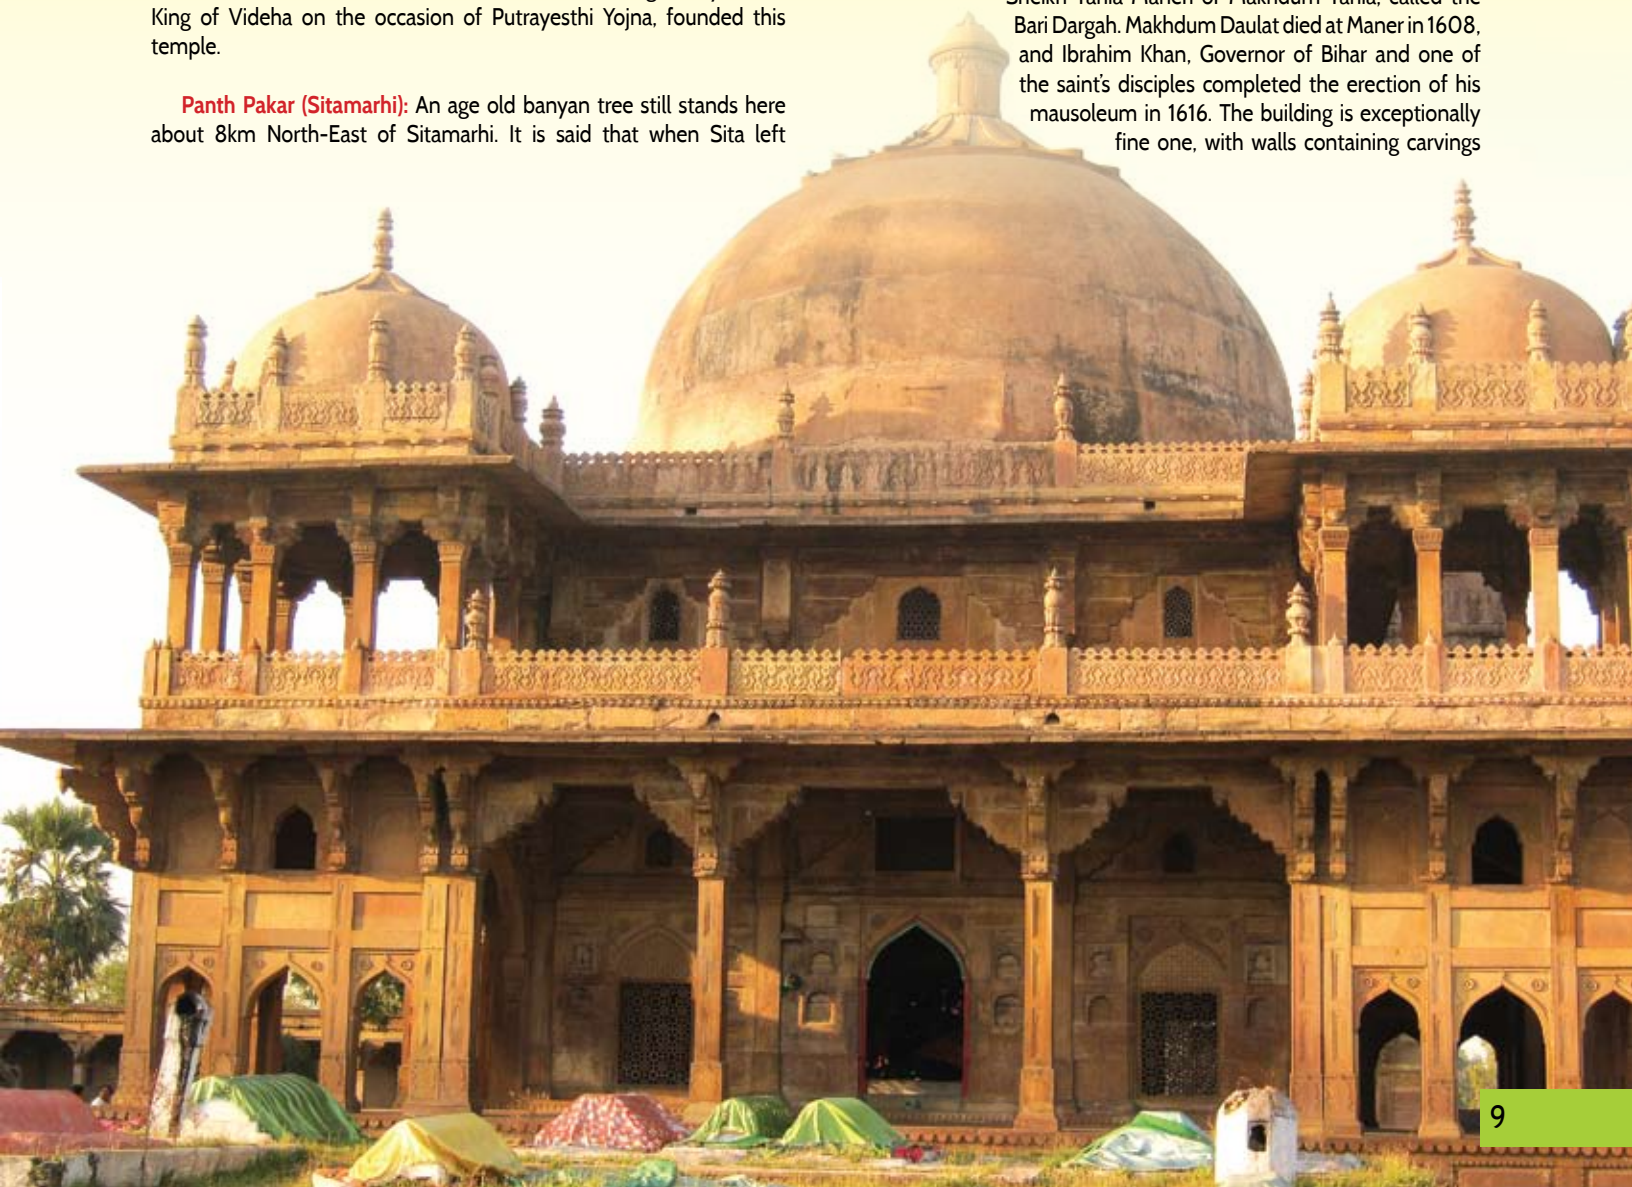 King of Videha on the occasion of Putrayesthi Yojna, founded this
temple.
Panth Pakar (Sitamarhi): An age old banyan tree still stands here
about 8km North-East of Sitamarhi. It is said that when Sita left
Bari Dargah. Makhdum Daulat died at Maner in 1608,
and Ibrahim Khan, Governor of Bihar and one of
the saint's disciples completed the erection of his
mausoleum in 1616. The building is exceptionally
fine one, with walls containing carvings
9